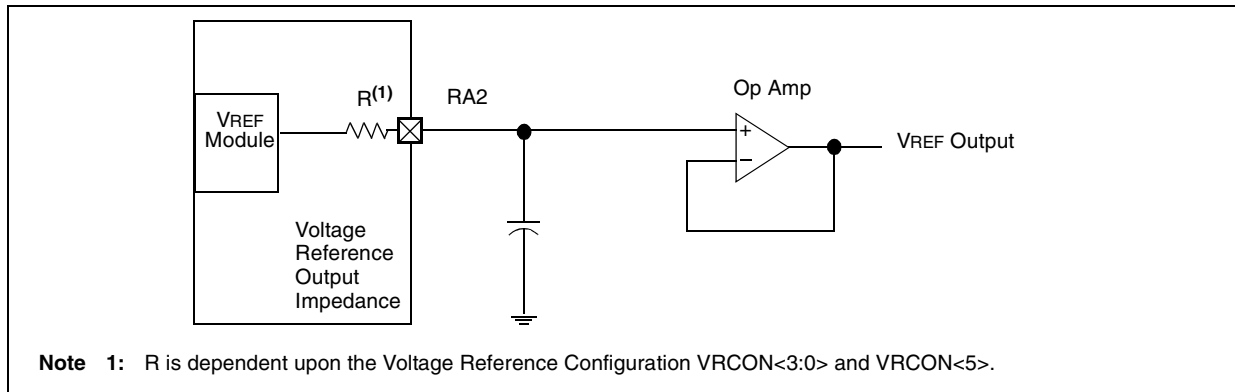 R(1)
RA2
Op Amp
VREF
Module
+
−
VREF Output
Voltage
Reference
Output
Impedance
Note 1: R is dependent upon the Voltage Reference Configuration VRCON<3:0> and VRCON<5>.